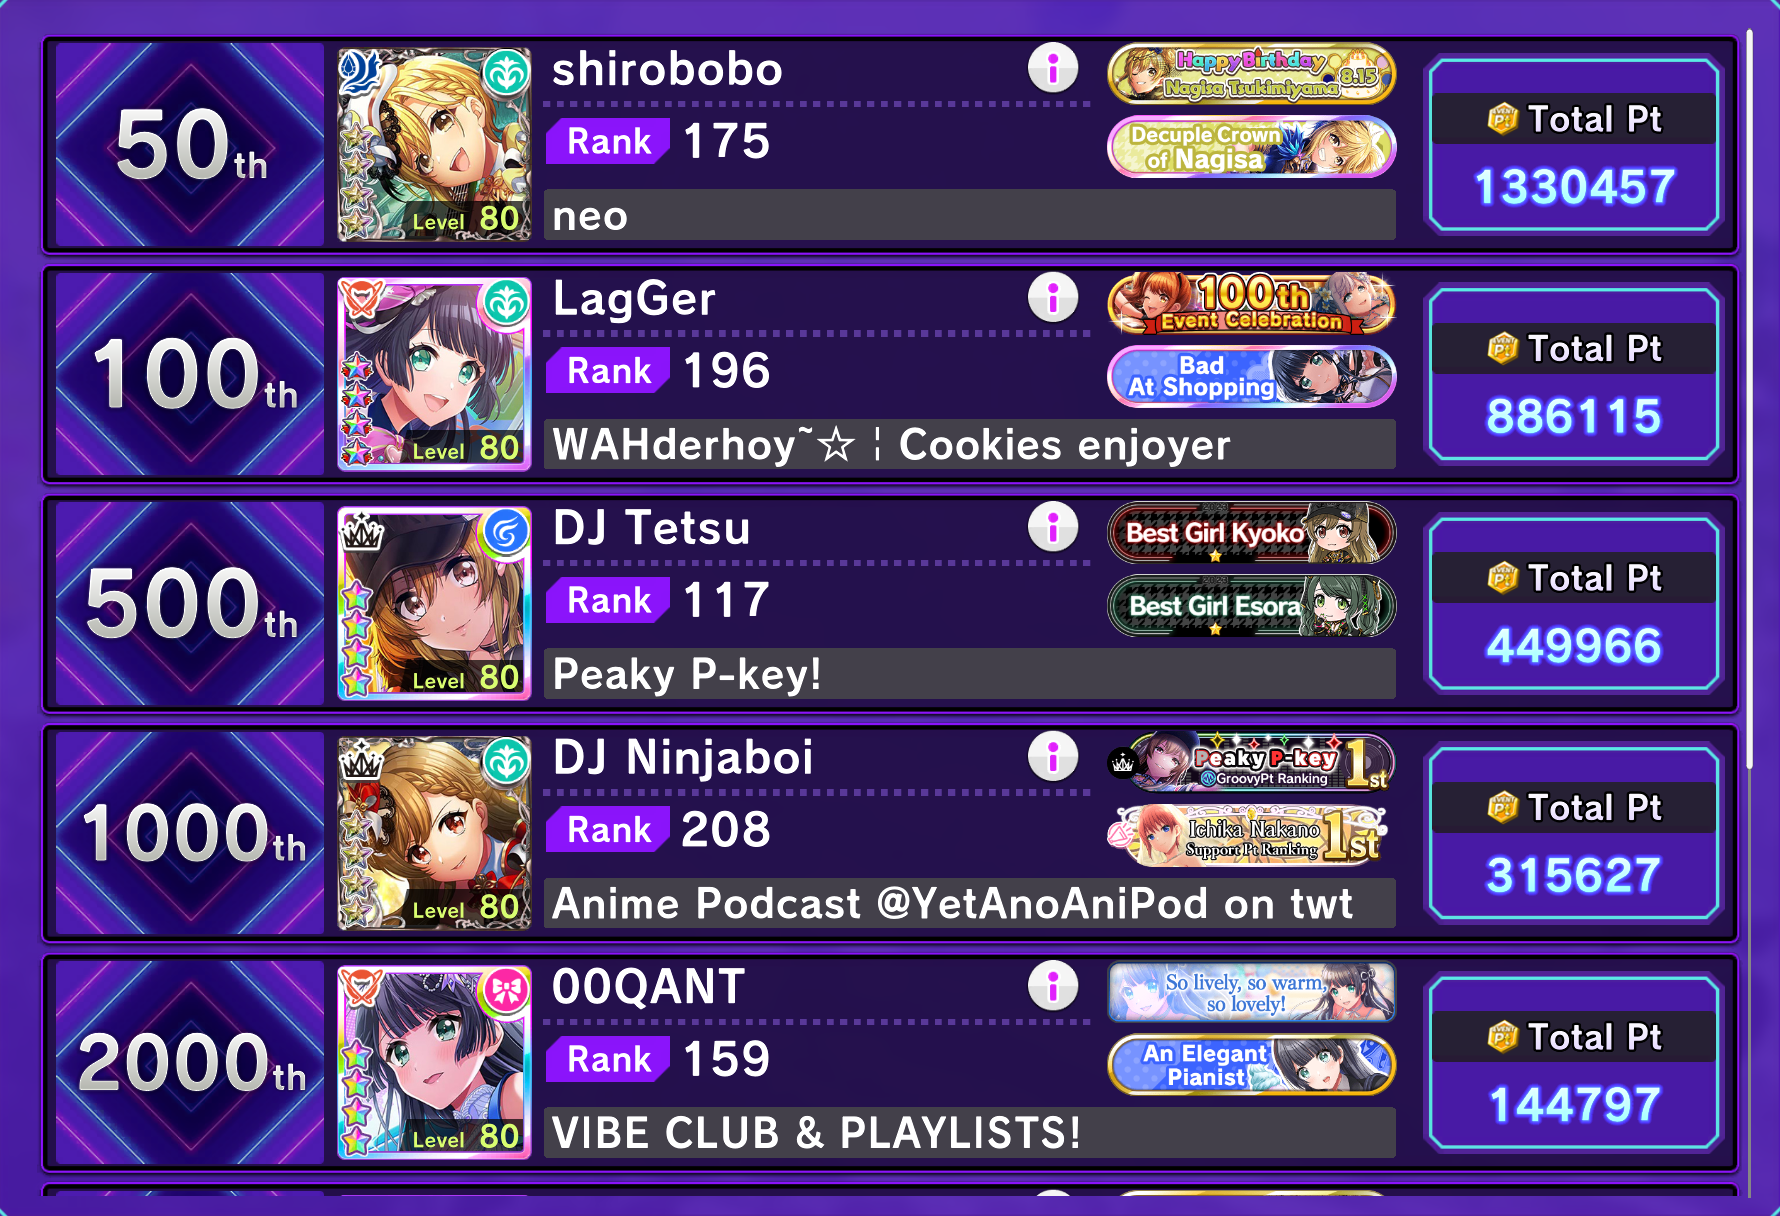 50th
shirobobo
Rank 175
neo
Level 80
Happy Birthday
8.15
Nagisa Tsukimiyama
Decuple Crown
of Nagisa
Total Pt
1330457
100th
LagGer
Rank 196
WAHderhoy~☆ ¦ Cookies enjoyer
Level 80
100th
Event Celebration
Bad
At Shopping
Total Pt
886115
500th
DJ Tetsu
Rank 117
Peaky P-key!
Level 80
2023
Best Girl Kyoko
2023
Best Girl Esora
Total Pt
449966
1000th
DJ Ninjaboi
Rank 208
Anime Podcast @YetAnoAniPod on twt
Level 80
Peaky P-key
GroovyPt Ranking
1st
Ichika Nakano
Support Pt Ranking
1st
Total Pt
315627
2000th
00QANT
Rank 159
VIBE CLUB & PLAYLISTS!
Level 80
So lively, so warm,
so lovely!
An Elegant
Pianist
Total Pt
144797